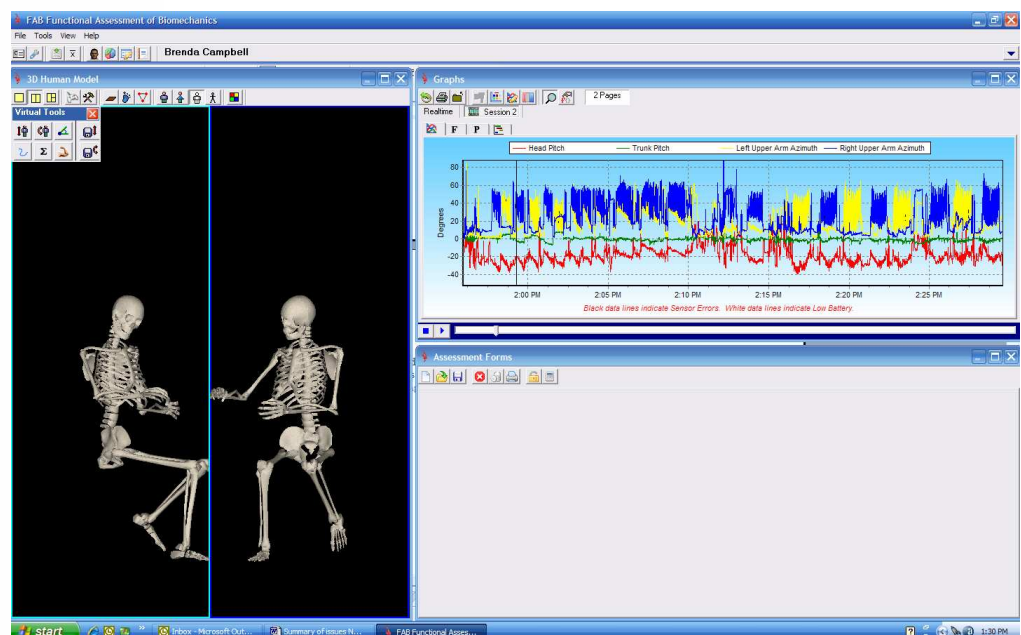 FAB Functional Assessment of Biomechanics
File Tools View Help
Brenda Campbell
3D Human Model
Virtual Tools
Σ
Graphs
2 Pages
Realtime
Session 2
F P
Head Pitch Trunk Pitch Left Upper Arm Azimuth Right Upper Arm Azimuth
Degrees
80
60
40
20
0
-20
-40
2:00 PM 2:05 PM 2:10 PM 2:15 PM 2:20 PM 2:25 PM
Black data lines indicate Sensor Errors. White data lines indicate Low Battery.
Assessment Forms
start
Inbox - Microsoft Out...
Summary of issues N...
FAB Functional Asses...
1:30 PM